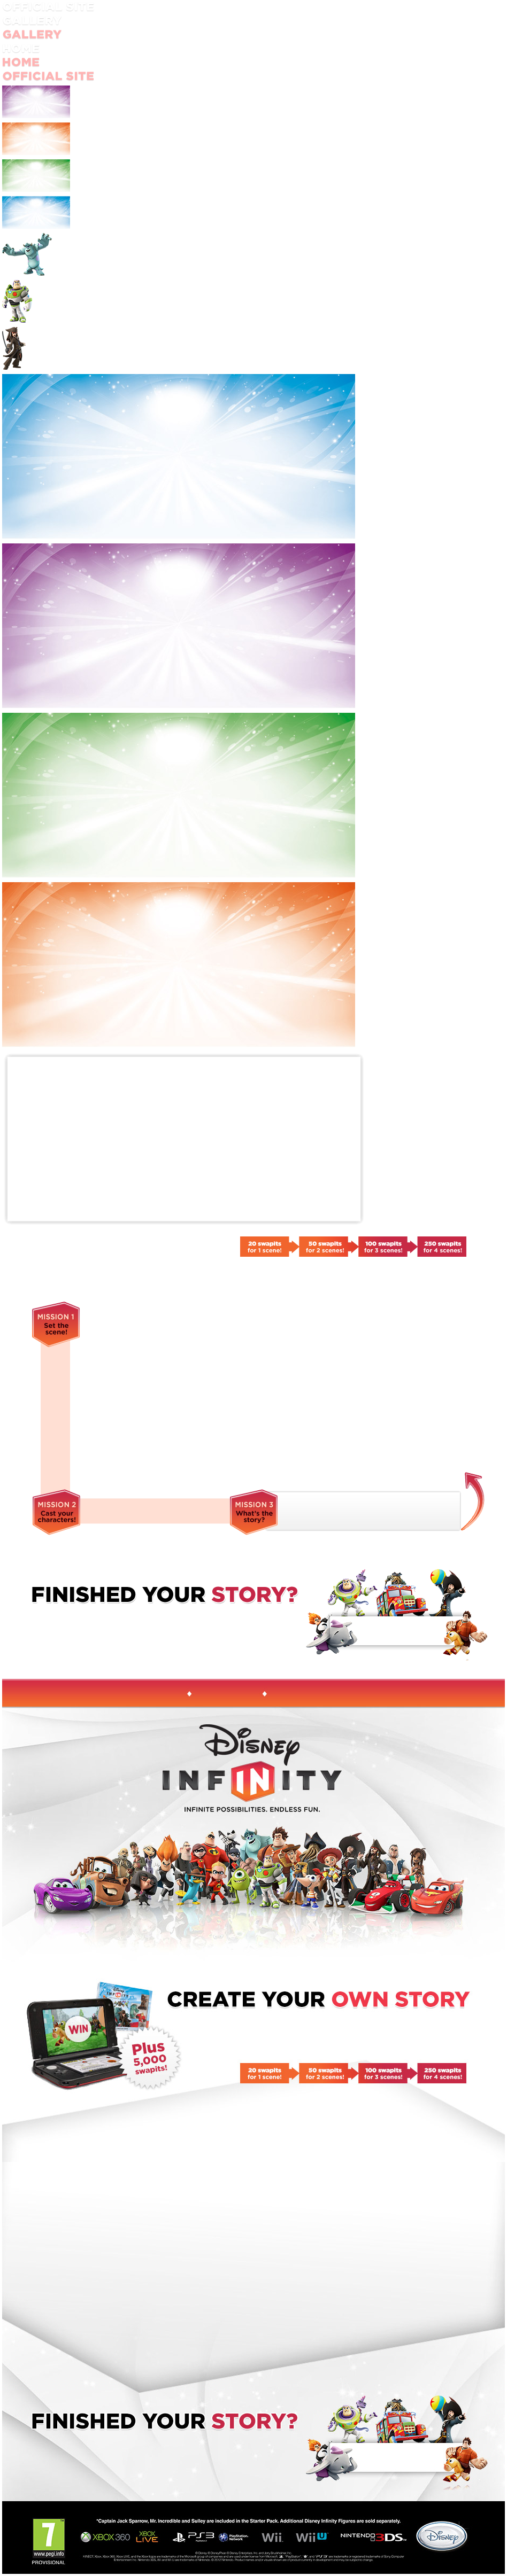 OFFICIAL SITE
GALLERY
GALLERY
HOME
HOME
OFFICIAL SITE
20 swapits for 1 scene!
50 swapits for 2 scenes!
100 swapits for 3 scenes!
250 swapits for 4 scenes!
MISSION 1
Set the
scene!
MISSION 2
Cast your
characters!
MISSION 3
What's the
story?
FINISHED YOUR STORY?
Disney
INFINITY
INFINITE POSSIBILITIES. ENDLESS FUN.
CREATE YOUR OWN STORY
WIN
Plus
5,000
swapits!
20 swapits for 1 scene!
50 swapits for 2 scenes!
100 swapits for 3 scenes!
250 swapits for 4 scenes!
FINISHED YOUR STORY?
*Captain Jack Sparrow, Mr. Incredible and Sulley are included in the Starter Pack. Additional Disney Infinity Figures are sold separately.
7
www.pegi.info
PROVISIONAL
XBOX 360
XBOX LIVE
PS3
PlayStation Network
Wii
Wii U
NINTENDO 3DS
Disney